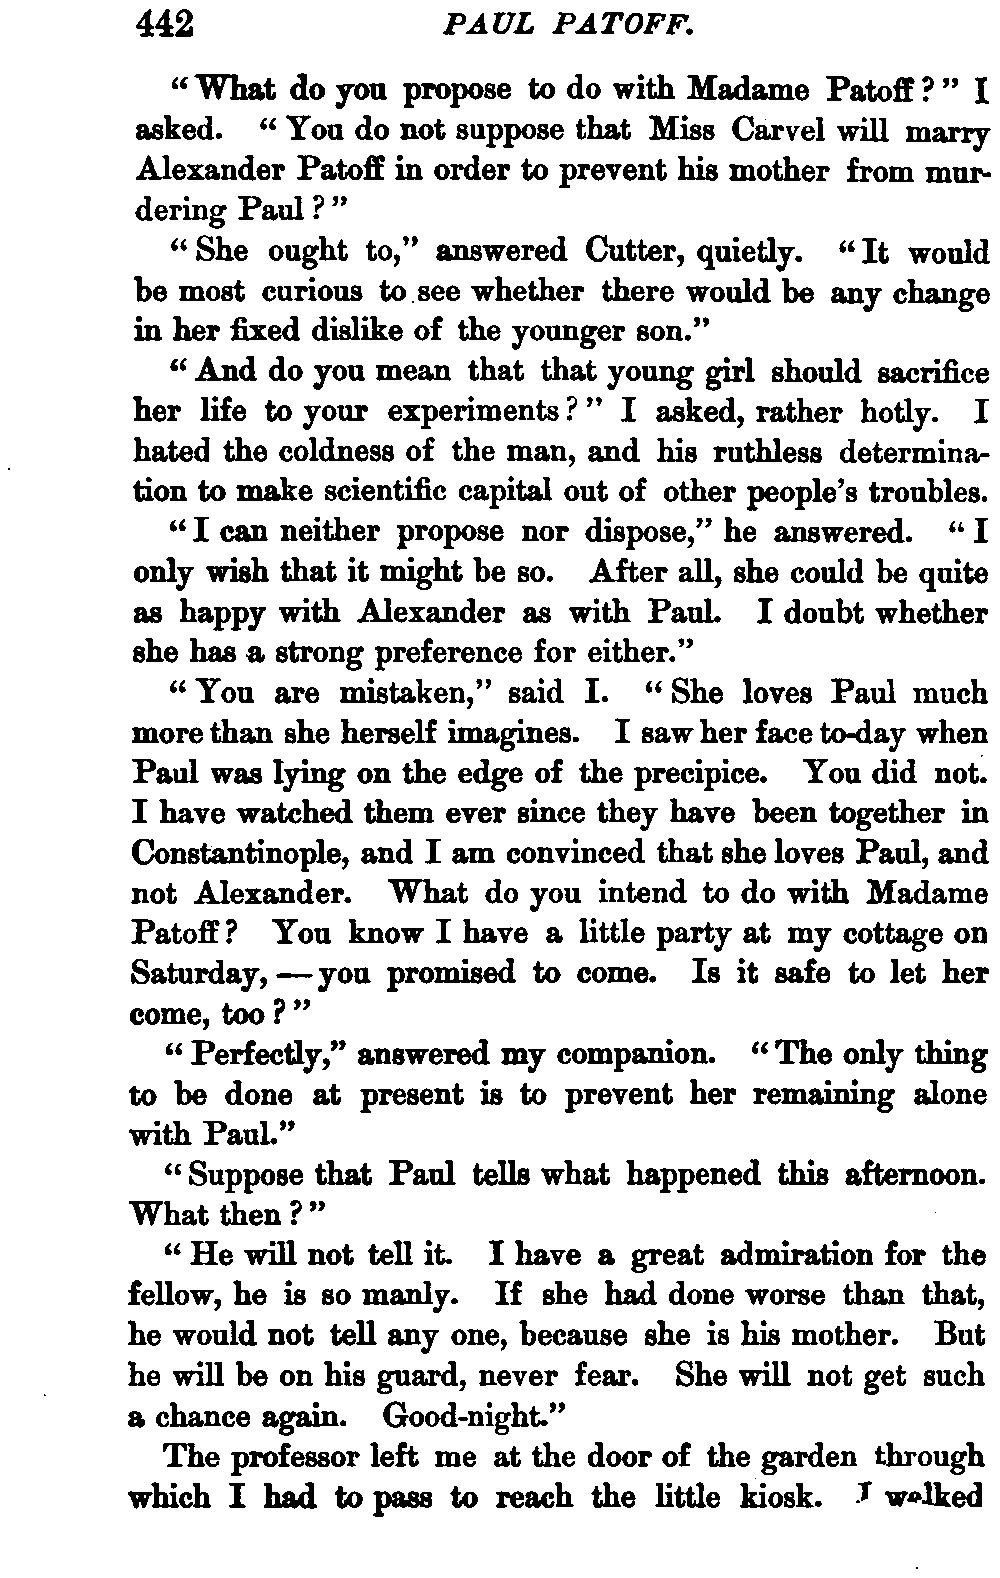 442 PAUL PATOFF.
“What do you propose to do with Madame Patoff?” I
asked. “You do not suppose that Miss Carvel will marry
Alexander Patoff in order to prevent his mother from mur-
dering Paul?”
“She ought to,” answered Cutter, quietly. “It would
be most curious to see whether there would be any change
in her fixed dislike of the younger son.”
“And do you mean that that young girl should sacrifice
her life to your experiments?” I asked, rather hotly. I
hated the coldness of the man, and his ruthless determina-
tion to make scientific capital out of other people’s troubles.
“I can neither propose nor dispose,” he answered. “I
only wish that it might be so. After all, she could be quite
as happy with Alexander as with Paul. I doubt whether
she has a strong preference for either.”
“You are mistaken,” said I. “She loves Paul much
more than she herself imagines. I saw her face to-day when
Paul was lying on the edge of the precipice. You did not.
I have watched them ever since they have been together in
Constantinople, and I am convinced that she loves Paul, and
not Alexander. What do you intend to do with Madame
Patoff? You know I have a little party at my cottage on
Saturday, — you promised to come. Is it safe to let her
come, too?”
“Perfectly,” answered my companion. “The only thing
to be done at present is to prevent her remaining alone
with Paul.”
“Suppose that Paul tells what happened this afternoon.
What then?”
“He will not tell it. I have a great admiration for the
fellow, he is so manly. If she had done worse than that,
he would not tell any one, because she is his mother. But
he will be on his guard, never fear. She will not get such
a chance again. Good-night.”
The professor left me at the door of the garden through
which I had to pass to reach the little kiosk. I walked